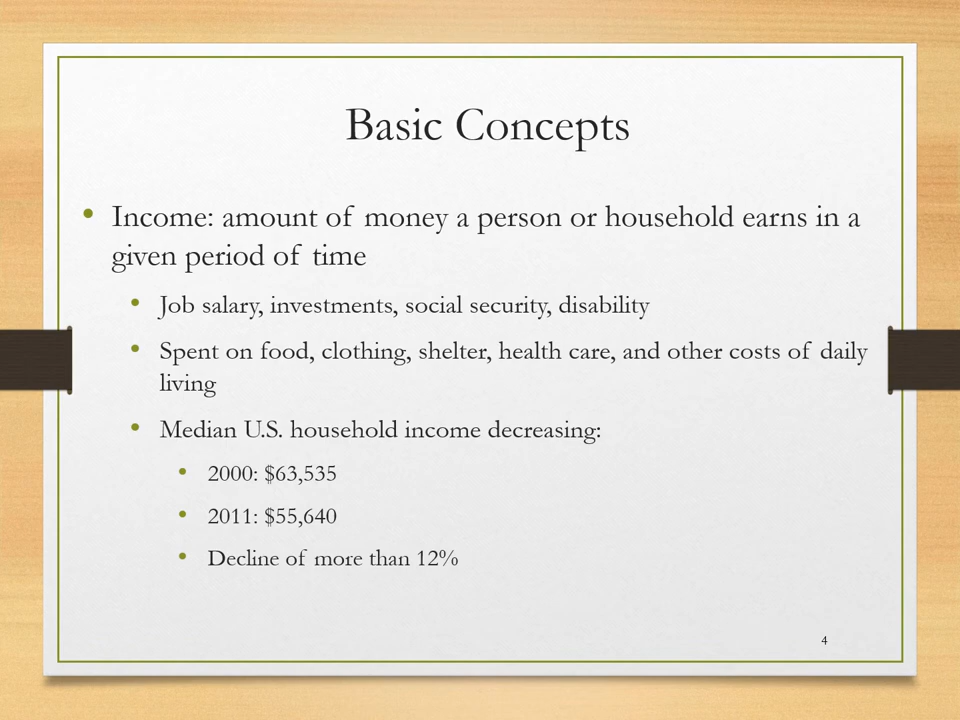 Basic Concepts
• Income: amount of money a person or household earns in a
given period of time
• Job salary, investments, social security, disability
• Spent on food, clothing, shelter, health care, and other costs of daily
living
• Median U.S. household income decreasing:
• 2000: $63,535
• 2011: $55,640
• Decline of more than 12%
4